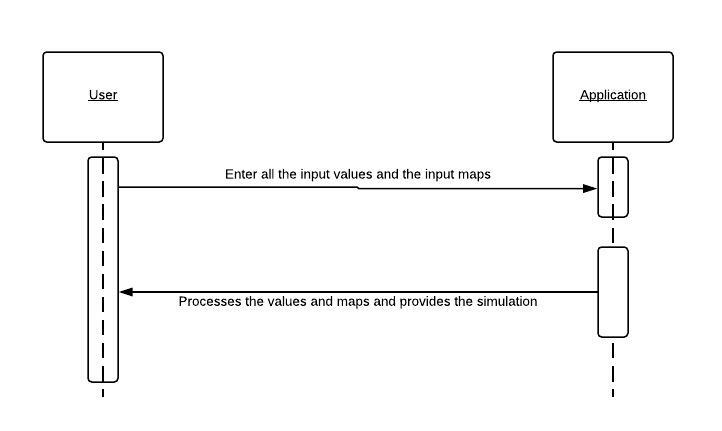 User
Application
Enter all the input values and the input maps
Processes the values and maps and provides the simulation